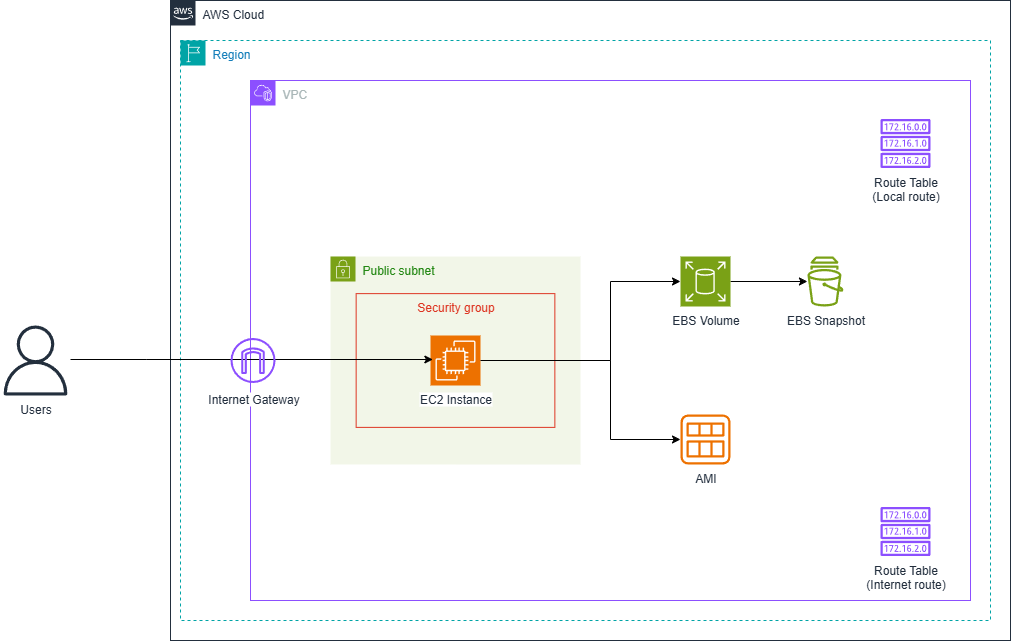 aws
AWS Cloud
Region
VPC
172.16.0.0
172.16.1.0
172.16.2.0
Route Table
(Local route)
Public subnet
Security group
EBS Volume
EBS Snapshot
Users
Internet Gateway
EC2 Instance
AMI
172.16.0.0
172.16.1.0
172.16.2.0
Route Table
(Internet route)